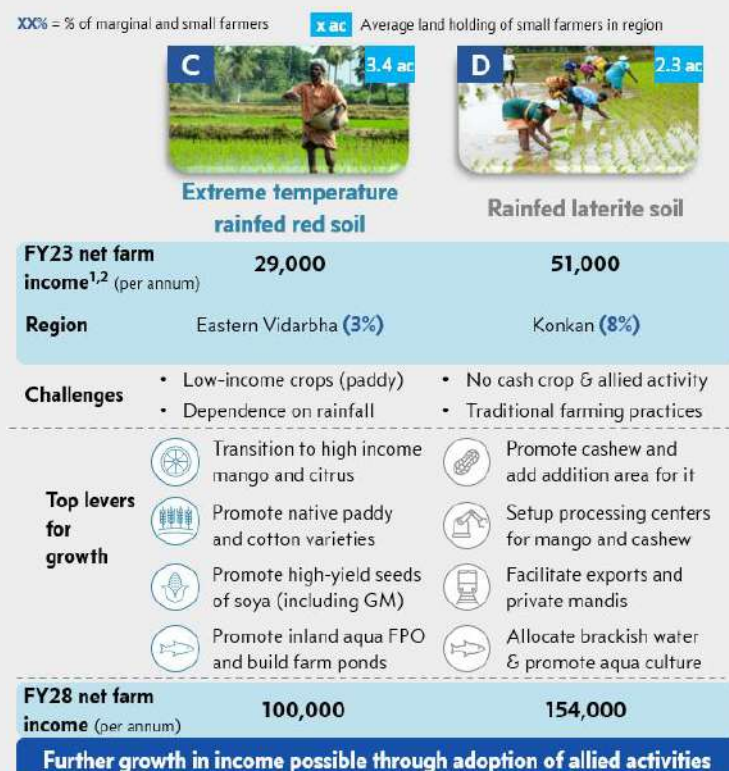 XX% = % of marginal and small farmers
x ac Average land holding of small farmers in region
C 3.4 ac
D 2.3 ac
Extreme temperature
rainfed red soil
Rainfed laterite soil
FY23 net farm
income1,2 (per annum)
29,000 51,000
Region Eastern Vidarbha (3%) Konkan (8%)
Challenges
• Low-income crops (paddy)
• Dependence on rainfall
• No cash crop & allied activity
• Traditional farming practices
Top levers
for
growth
Transition to high income
mango and citrus
Promote native paddy
and cotton varieties
Promote high-yield seeds
of soya (including GM)
Promote inland aqua FPO
and build farm ponds
Promote cashew and
add addition area for it
Setup processing centers
for mango and cashew
Facilitate exports and
private mandis
Allocate brackish water
& promote aqua culture
FY28 net farm
income (per annum)
100,000 154,000
Further growth in income possible through adoption of allied activities